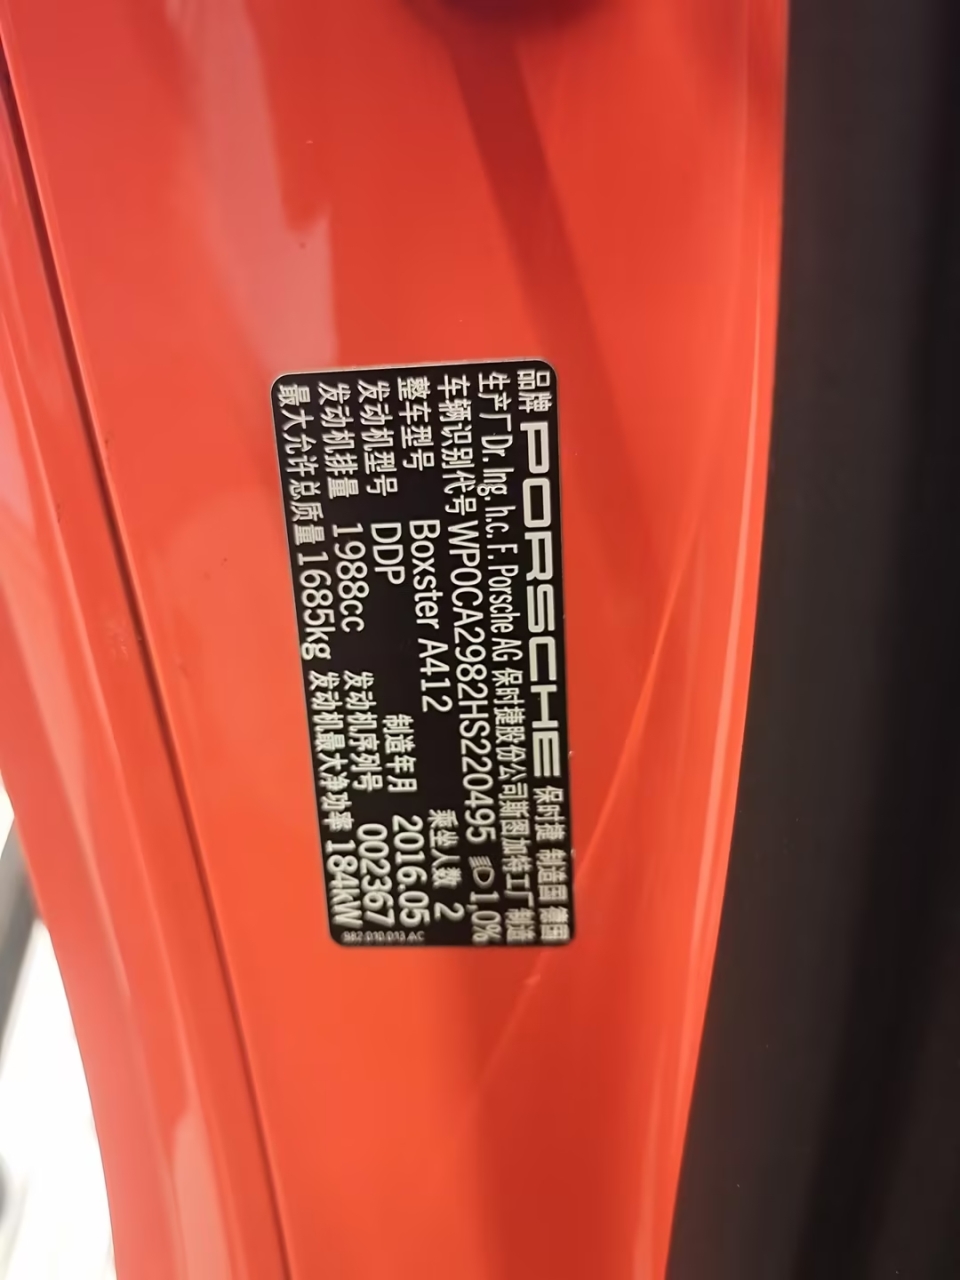 品牌 PORSCHE 保时捷 制造国 德国
生产厂 Dr. Ing. h.c. F. Porsche AG 保时捷股份公司斯图加特工厂 制造
车辆识别代号 WP0CA2982HS220495 1,0%
整车型号 Boxster A412 乘坐人数 2
发动机型号 DDP 制造年月 2016.05
发动机排量 1988cc 发动机序列号 002367
最大允许总质量 1685kg 发动机最大净功率 184kW
982.010.013.AC